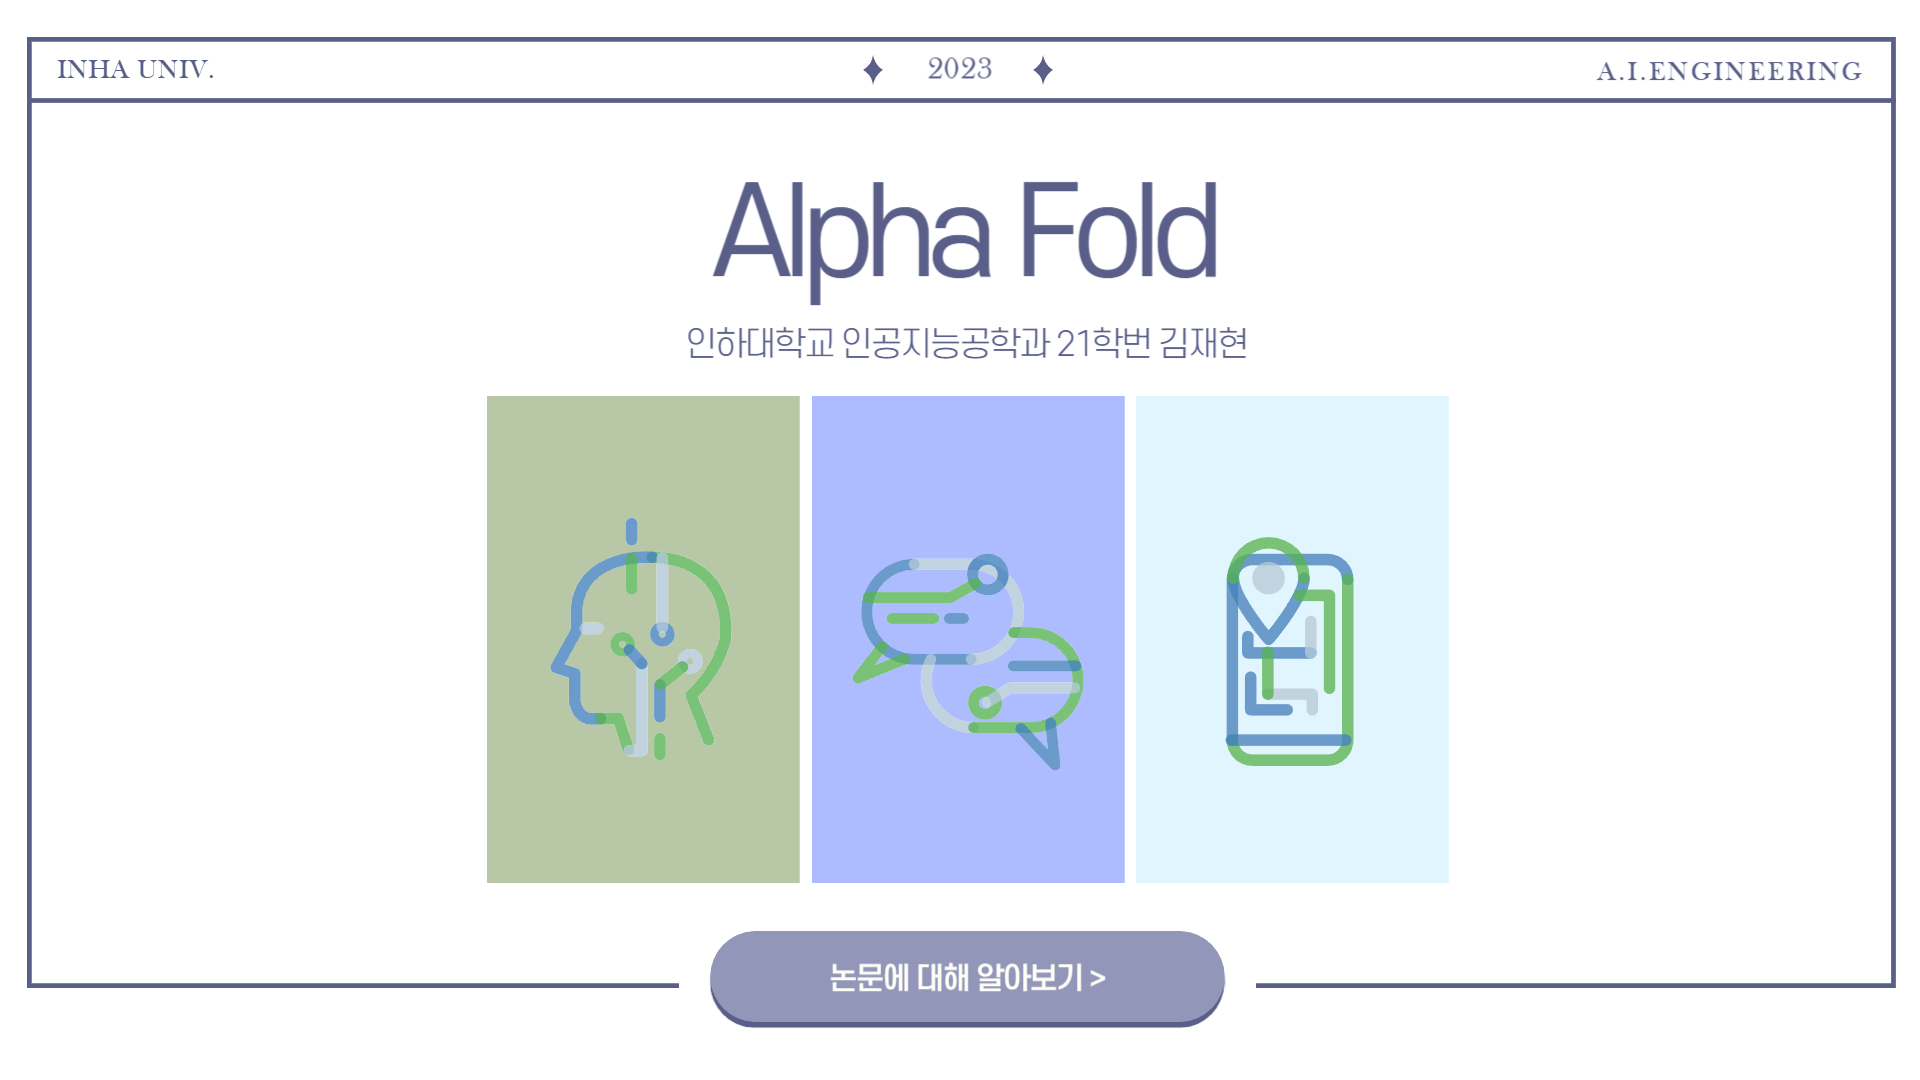 INHA UNIV.
2023
A.I.ENGINEERING
Alpha Fold
인하대학교 인공지능공학과 21학번 김재현
논문에 대해 알아보기 >